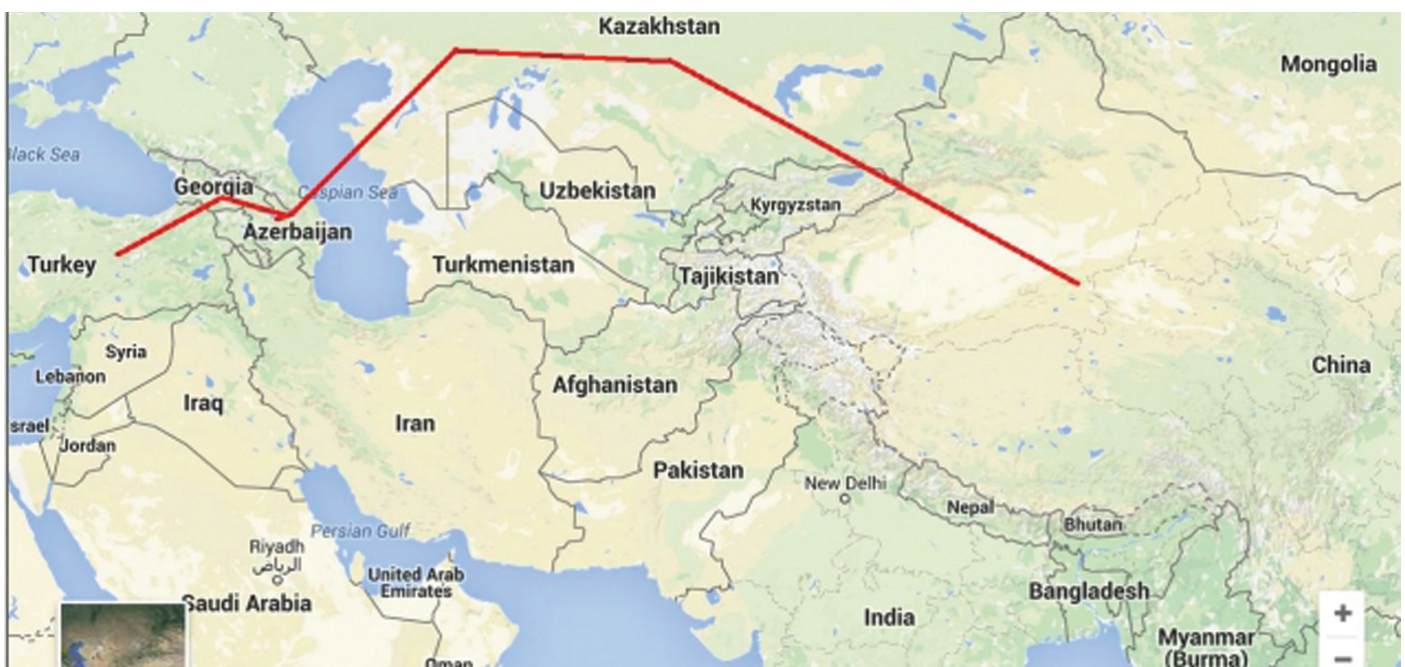 Kazakhstan
Mongolia
Black Sea
Georgia
Caspian Sea
Uzbekistan
Kyrgyzstan
Azerbaijan
Turkey
Turkmenistan
Tajikistan
Syria
Lebanon
China
Afghanistan
Iraq
Iran
srael
Jordan
Pakistan
New Delhi
Nepal
Bhutan
Persian Gulf
Riyadh
الرياض
United Arab
Emirates
Saudi Arabia
Bangladesh
India
+
Myanmar
(Burma)
−
Oman